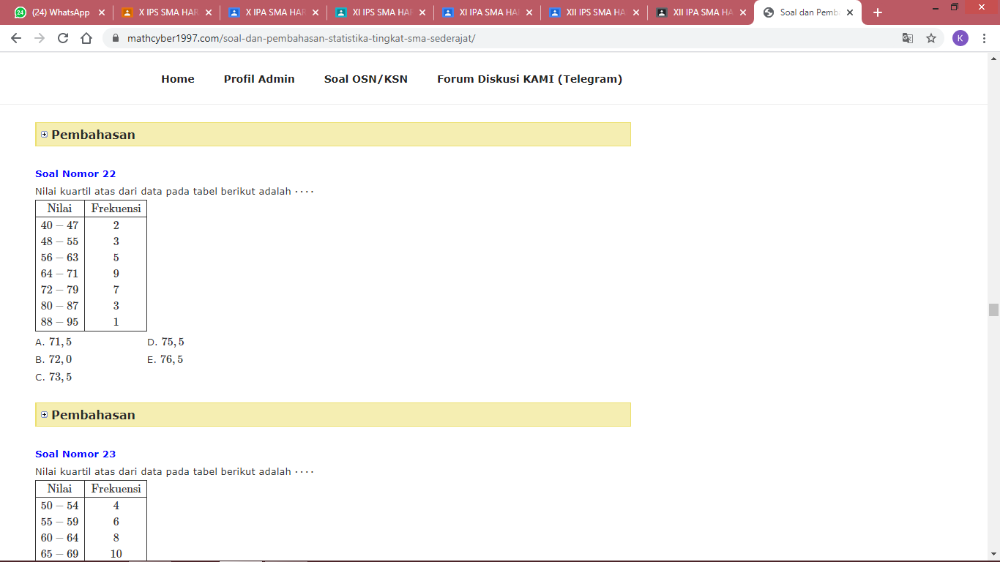 (24) WhatsApp
X IPS SMA HAR
X IPA SMA HAR
XI IPS SMA HAR
XI IPA SMA HAR
XII IPS SMA HA
XII IPA SMA HA
Soal dan Pemb
mathcyber1997.com/soal-dan-pembahasan-statistika-tingkat-sma-sederajat/
K
Home Profil Admin Soal OSN/KSN Forum Diskusi KAMI (Telegram)
Pembahasan
Soal Nomor 22
Nilai kuartil atas dari data pada tabel berikut adalah ····
Nilai Frekuensi
40 – 47 2
48 – 55 3
56 – 63 5
64 – 71 9
72 – 79 7
80 – 87 3
88 – 95 1
A. 71,5 D. 75,5
B. 72,0 E. 76,5
C. 73,5
Pembahasan
Soal Nomor 23
Nilai kuartil atas dari data pada tabel berikut adalah ····
Nilai Frekuensi
50 – 54 4
55 – 59 6
60 – 64 8
65 – 69 10